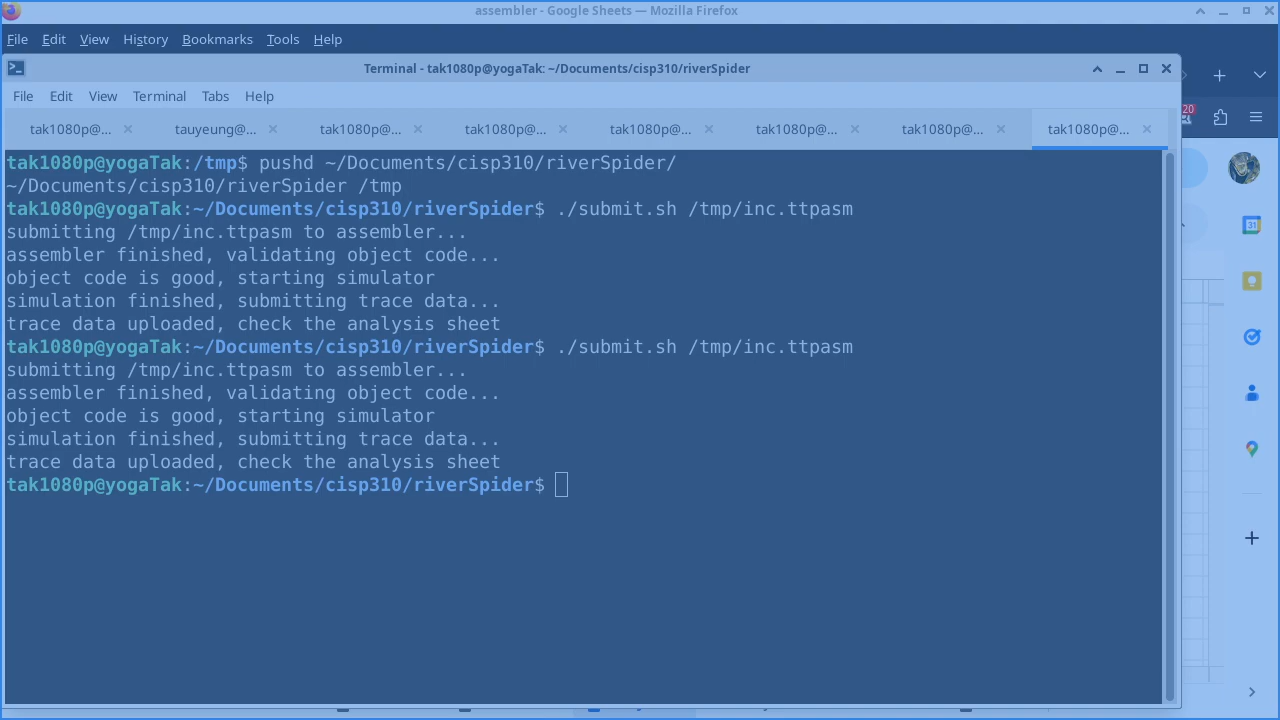 assembler - Google Sheets — Mozilla Firefox
File Edit View History Bookmarks Tools Help
Terminal - tak1080p@yogaTak: ~/Documents/cisp310/riverSpider
File Edit View Terminal Tabs Help
tak1080p@... tauyeung@... tak1080p@... tak1080p@... tak1080p@... tak1080p@... tak1080p@... tak1080p@...
20
31
tak1080p@yogaTak:/tmp$ pushd ~/Documents/cisp310/riverSpider/
~/Documents/cisp310/riverSpider /tmp
tak1080p@yogaTak:~/Documents/cisp310/riverSpider$ ./submit.sh /tmp/inc.ttpasm
submitting /tmp/inc.ttpasm to assembler...
assembler finished, validating object code...
object code is good, starting simulator
simulation finished, submitting trace data...
trace data uploaded, check the analysis sheet
tak1080p@yogaTak:~/Documents/cisp310/riverSpider$ ./submit.sh /tmp/inc.ttpasm
submitting /tmp/inc.ttpasm to assembler...
assembler finished, validating object code...
object code is good, starting simulator
simulation finished, submitting trace data...
trace data uploaded, check the analysis sheet
tak1080p@yogaTak:~/Documents/cisp310/riverSpider$